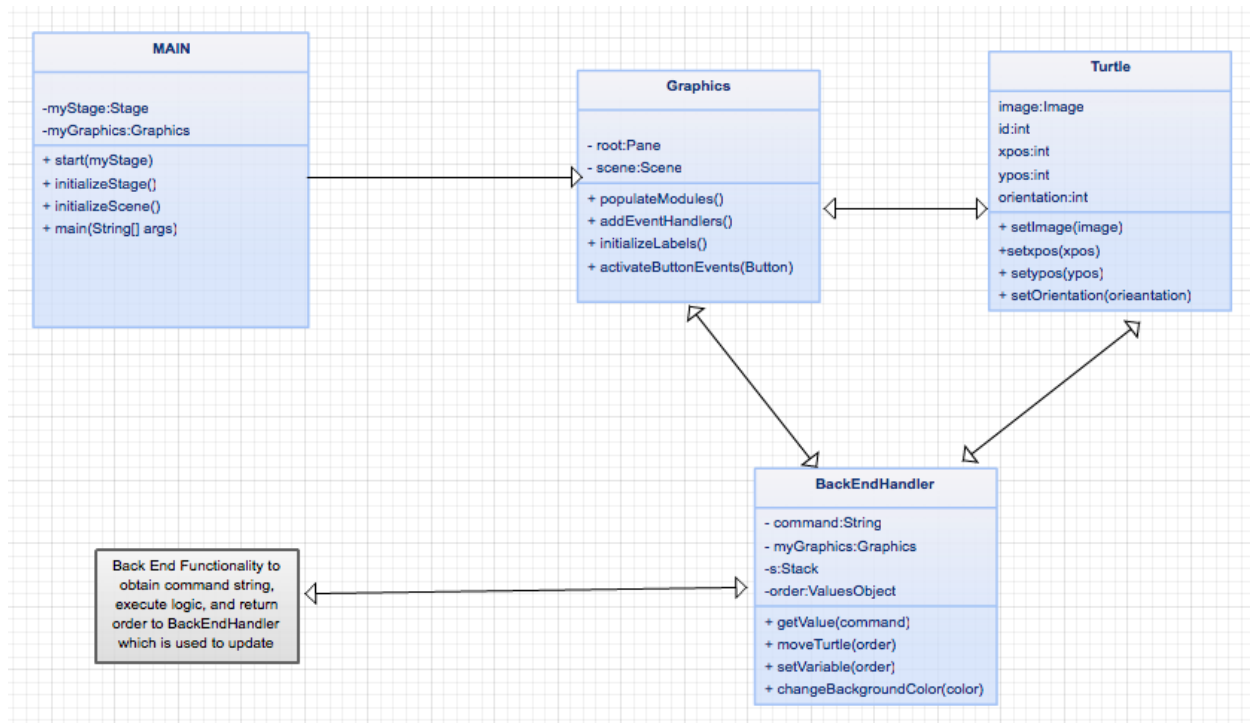 MAIN
-myStage:Stage
-myGraphics:Graphics
+ start(myStage)
+ initializeStage()
+ initializeScene()
+ main(String[] args)
Graphics
- root:Pane
- scene:Scene
+ populateModules()
+ addEventHandlers()
+ initializeLabels()
+ activateButtonEvents(Button)
Turtle
image:Image
id:int
xpos:int
ypos:int
orientation:int
+ setImage(image)
+setxpos(xpos)
+ setypos(ypos)
+ setOrientation(orieantation)
Back End Functionality to
obtain command string,
execute logic, and return
order to BackEndHandler
which is used to update
BackEndHandler
- command:String
- myGraphics:Graphics
-s:Stack
-order:ValuesObject
+ getValue(command)
+ moveTurtle(order)
+ setVariable(order)
+ changeBackgroundColor(color)